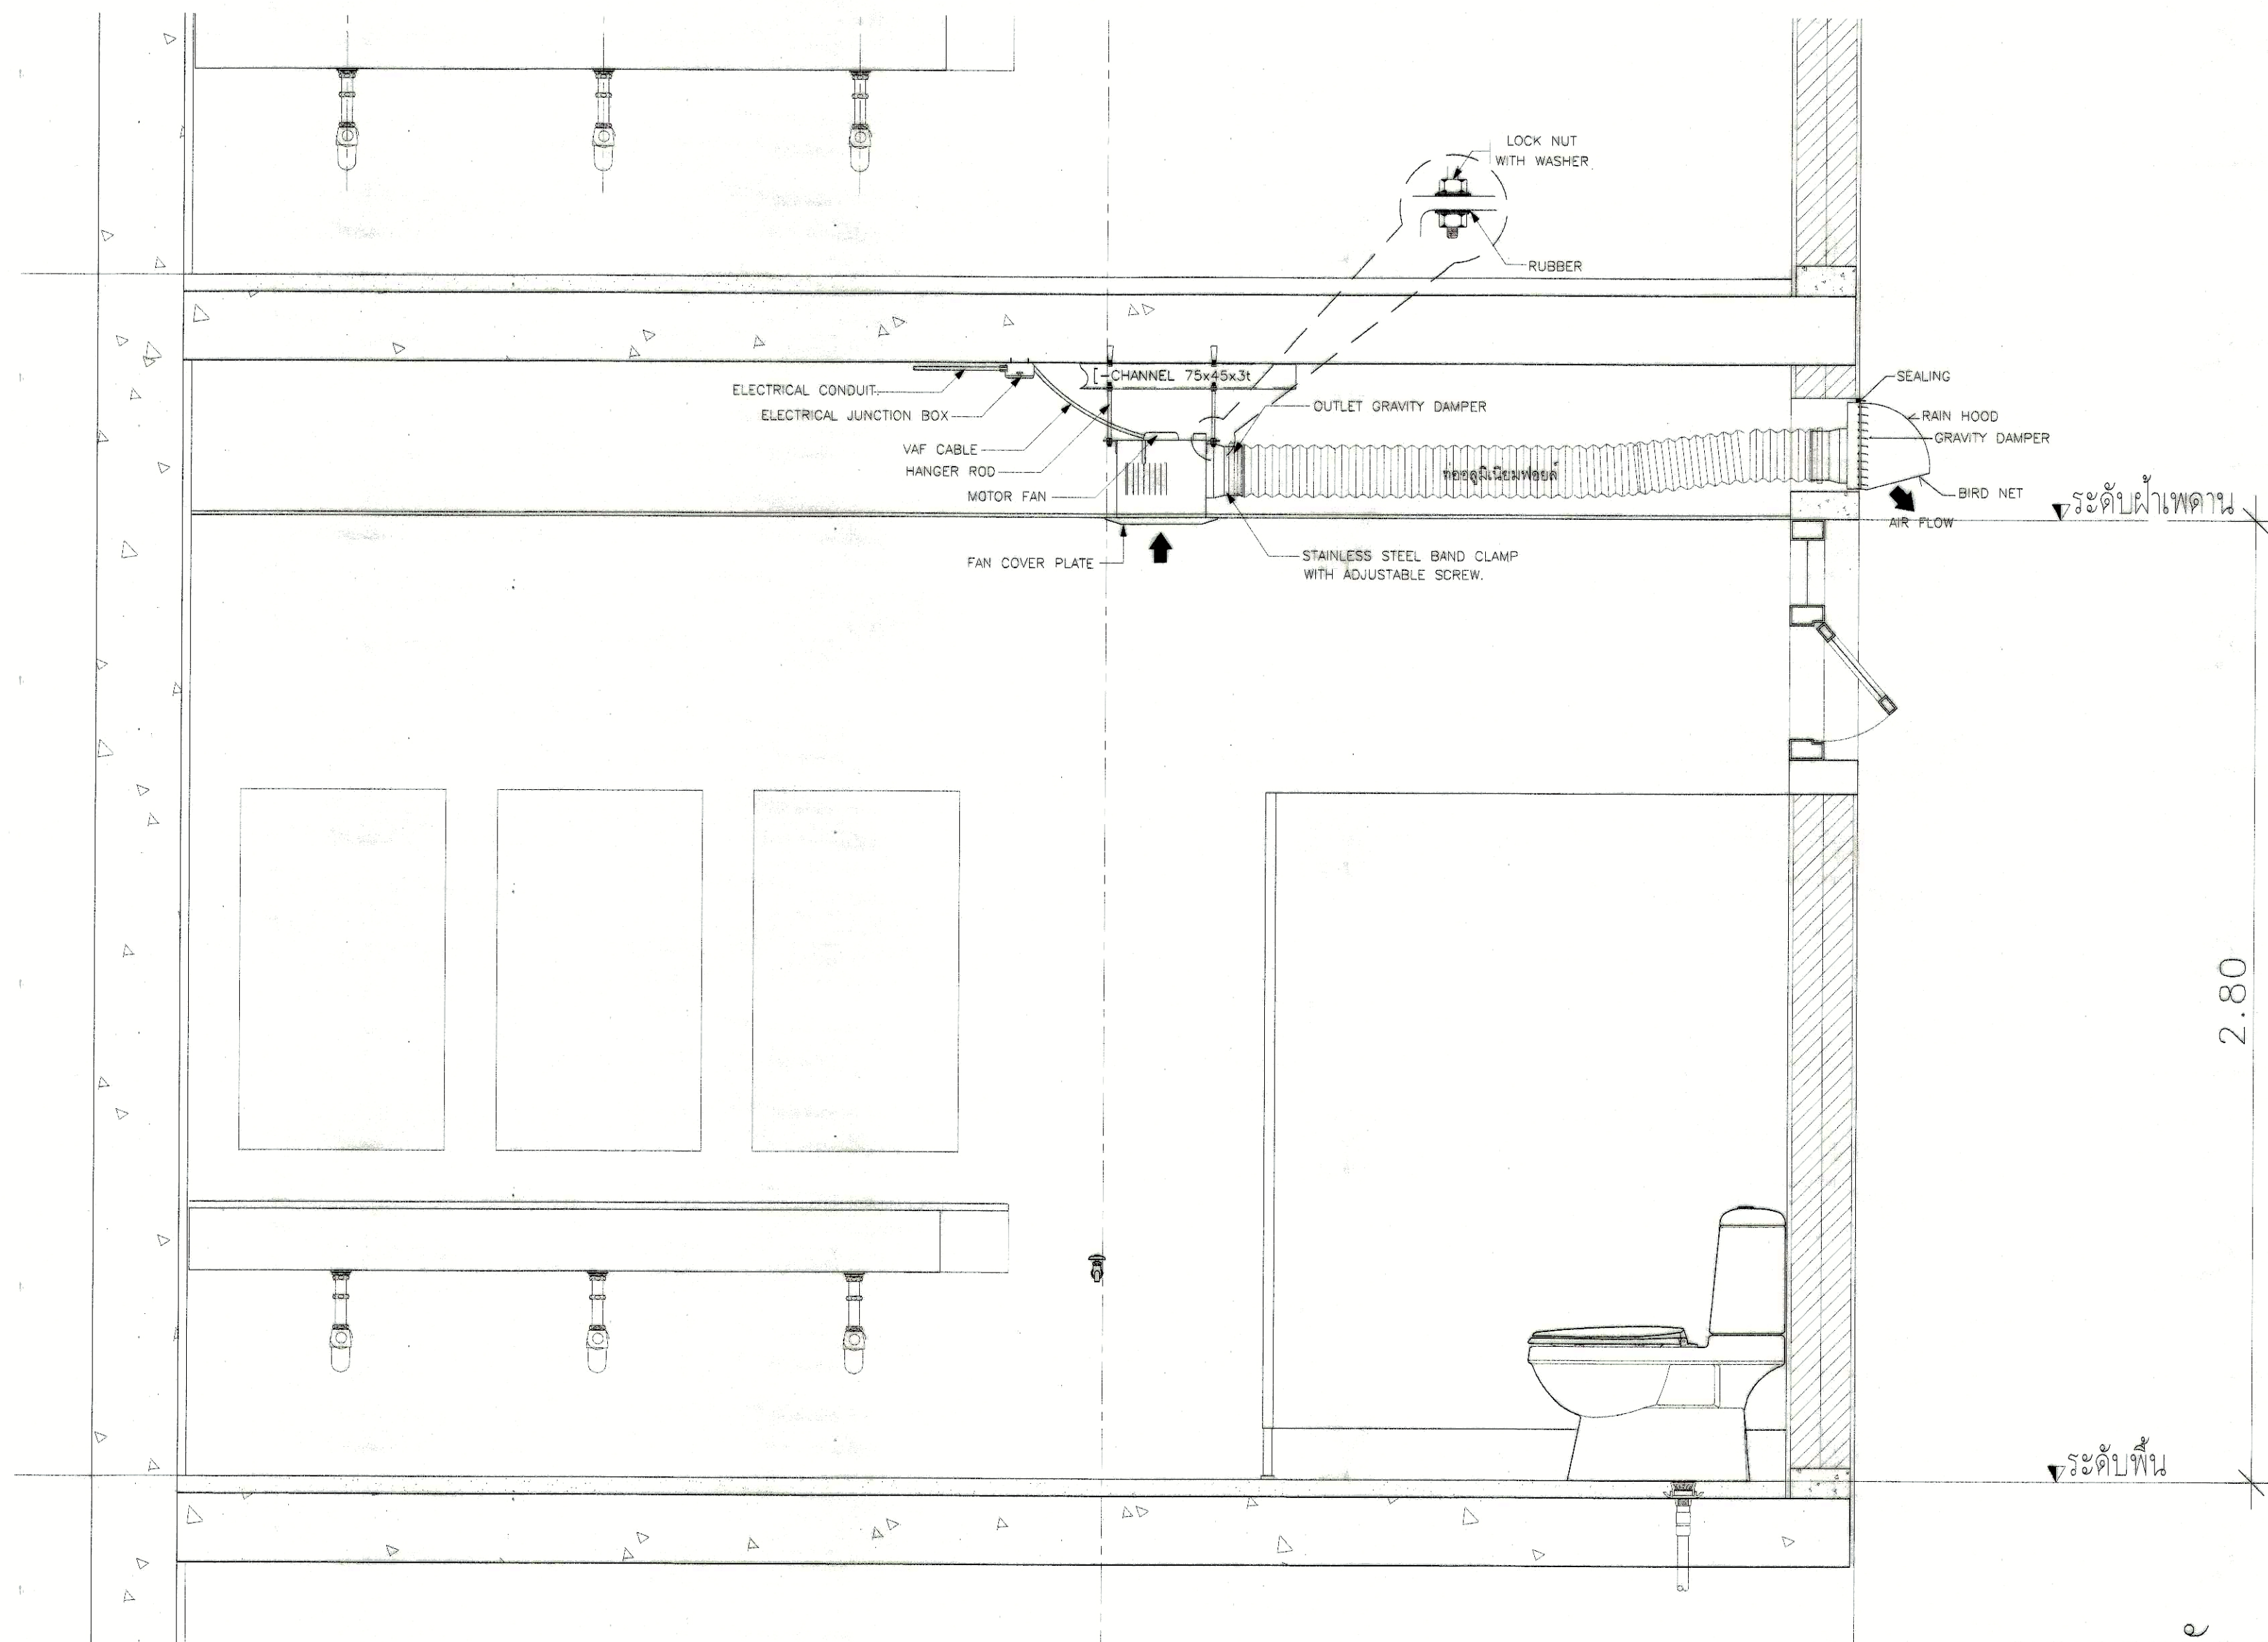 LOCK NUT
WITH WASHER
RUBBER
[-CHANNEL 75x45x3t
ELECTRICAL CONDUIT
ELECTRICAL JUNCTION BOX
VAF CABLE
HANGER ROD
MOTOR FAN
FAN COVER PLATE
OUTLET GRAVITY DAMPER
ท่ออลูมิเนียมฟอยล์
STAINLESS STEEL BAND CLAMP
WITH ADJUSTABLE SCREW.
SEALING
RAIN HOOD
GRAVITY DAMPER
BIRD NET
AIR FLOW
ระดับฝ้าเพดาน
2.80
ระดับพื้น